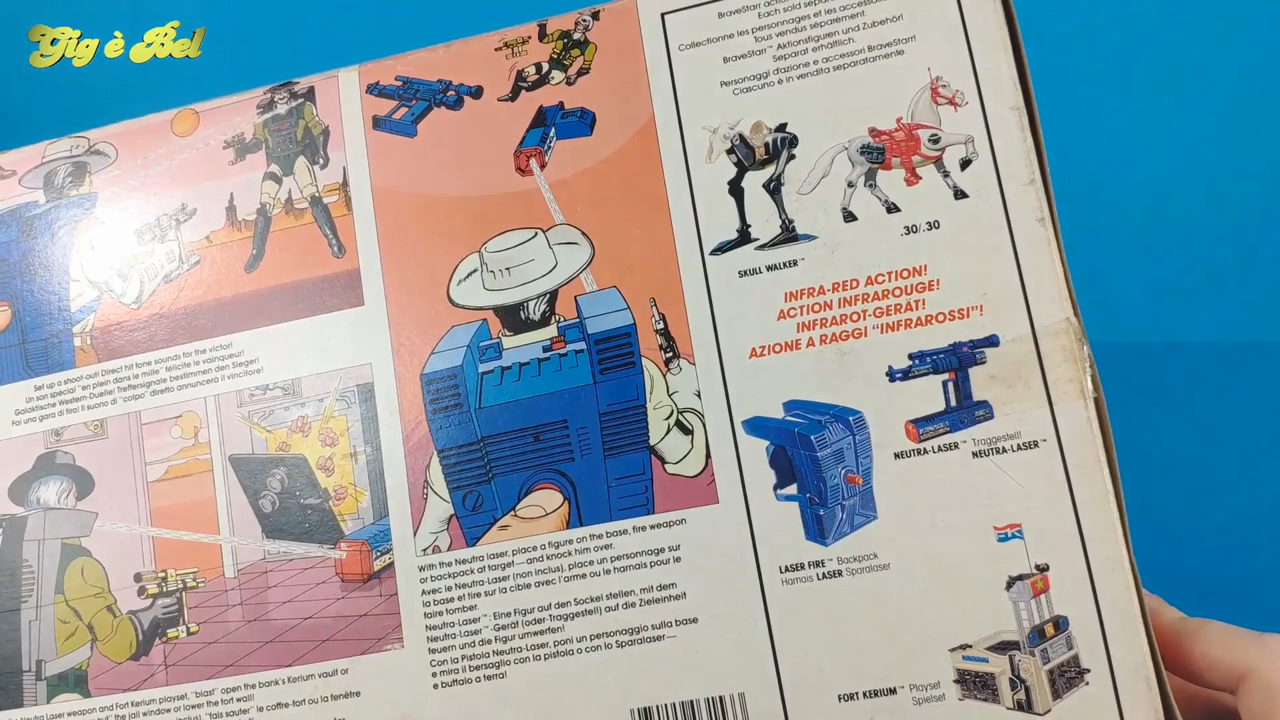 Gig è Bel
BraveStarr
Each sold
Collectionne les personnages et les
Tous vendus séparément.
BraveStarr™ Aktionsfiguren und Zubehör!
Separat erhältlich.
Personaggi d'azione e accessori BraveStarr!
Ciascuno è in vendita separatamente.
SKULL WALKER™
.30/.30
INFRA-RED ACTION!
ACTION INFRAROUGE!
INFRAROT-GERÄT!
AZIONE A RAGGI "INFRAROSSI"!
NEUTRA-LASER™
Traggestell!
NEUTRA-LASER™
LASER FIRE™ Backpack
Harnais LASER Sparalaser
FORT KERIUM™ Playset
Spielset
Set up a shoot-out! Direct hit tone sounds for the victor!
Un son spécial "en plein dans le mille" félicite le vainqueur!
Galaktische Western-Duelle! Treffersignale bestimmen den Sieger!
Fai una gara di tiro! Il suono di "colpo" diretto annuncerà il vincitore!
With the Neutra laser, place a figure on the base, fire weapon
or backpack at target—and knock him over.
Avec le Neutra-Laser (non inclus), place un personnage sur
la base et tire sur la cible avec l'arme ou le harnais pour le
faire tomber.
Neutra-Laser™: Eine Figur auf den Sockel stellen, mit dem
Neutra-Laser™-Gerät (oder-Traggestell) auf die Zieleinheit
feuern und die Figur umwerfen!
Con la Pistola Neutra-Laser, poni un personaggio sulla base
e mira il bersaglio con la pistola o con lo Sparalaser—
e buttalo a terra!
Neutra Laser weapon and Fort Kerium playset, "blast" open the bank's Kerium vault or
the jail window or lower the fort wall!
"fais sauter" le coffre-fort ou la fenêtre